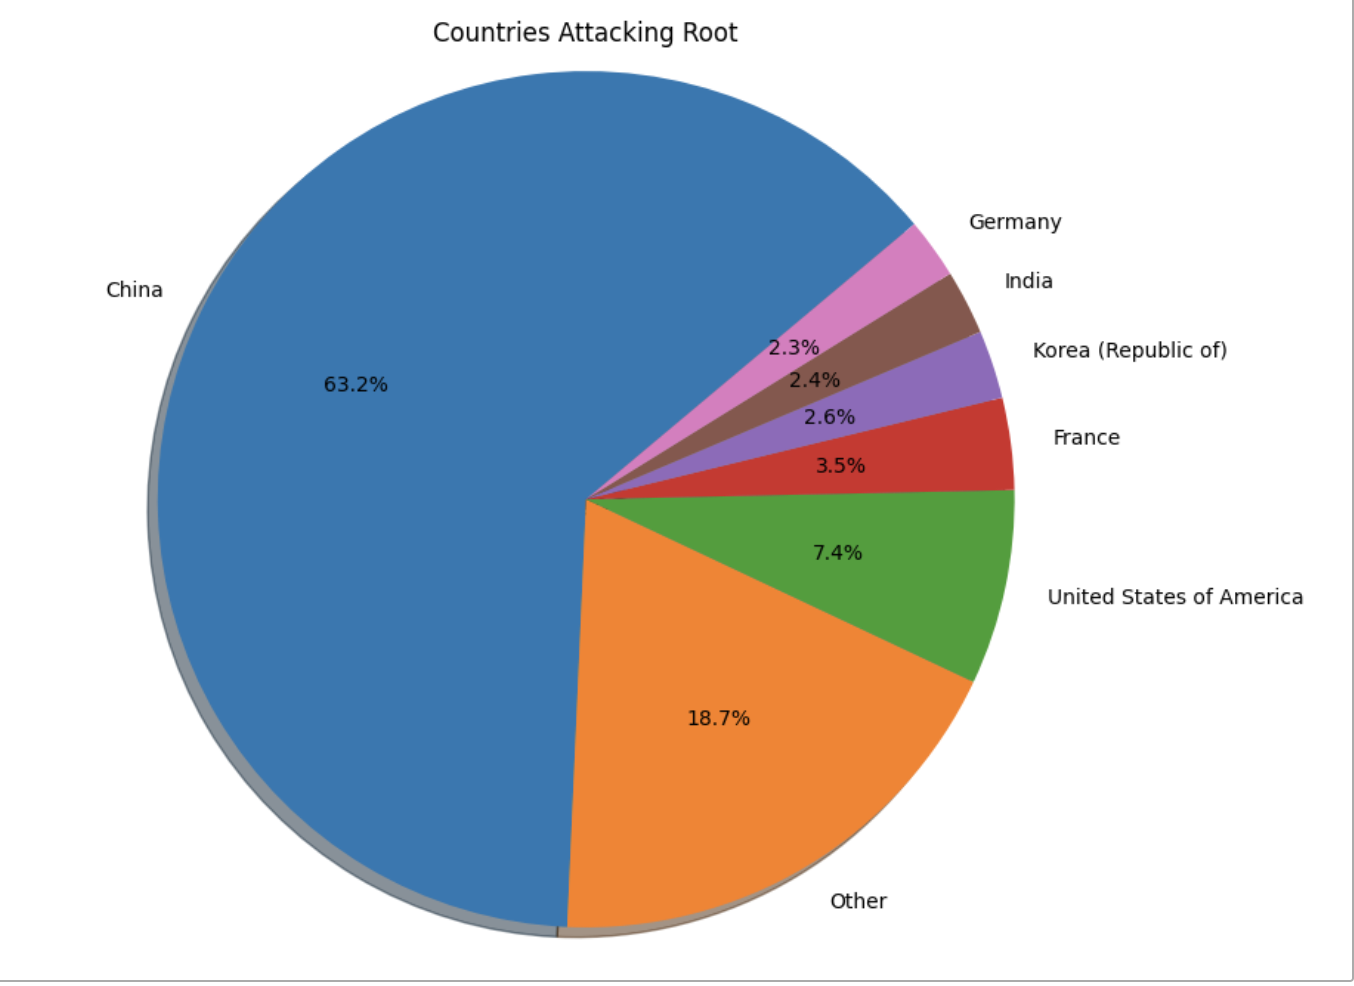 Countries Attacking Root
Germany
India
China
Korea (Republic of)
2.3%
2.4%
63.2%
2.6%
France
3.5%
7.4%
United States of America
18.7%
Other